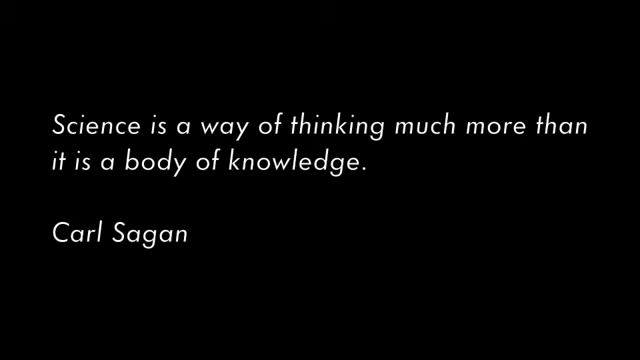 Science is a way of thinking much more than
it is a body of knowledge.
Carl Sagan